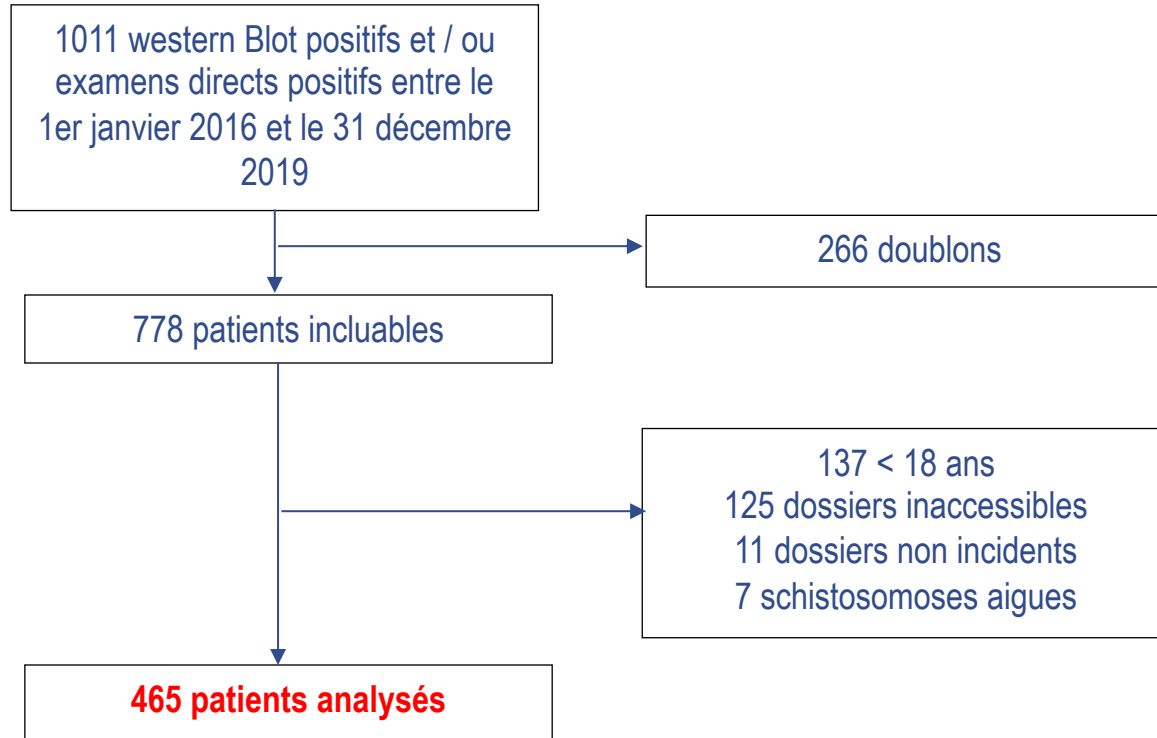 1011 western Blot positifs et / ou
examens directs positifs entre le
1er janvier 2016 et le 31 décembre
2019
266 doublons
778 patients incluables
137 < 18 ans
125 dossiers inaccessibles
11 dossiers non incidents
7 schistosomoses aigues
465 patients analysés